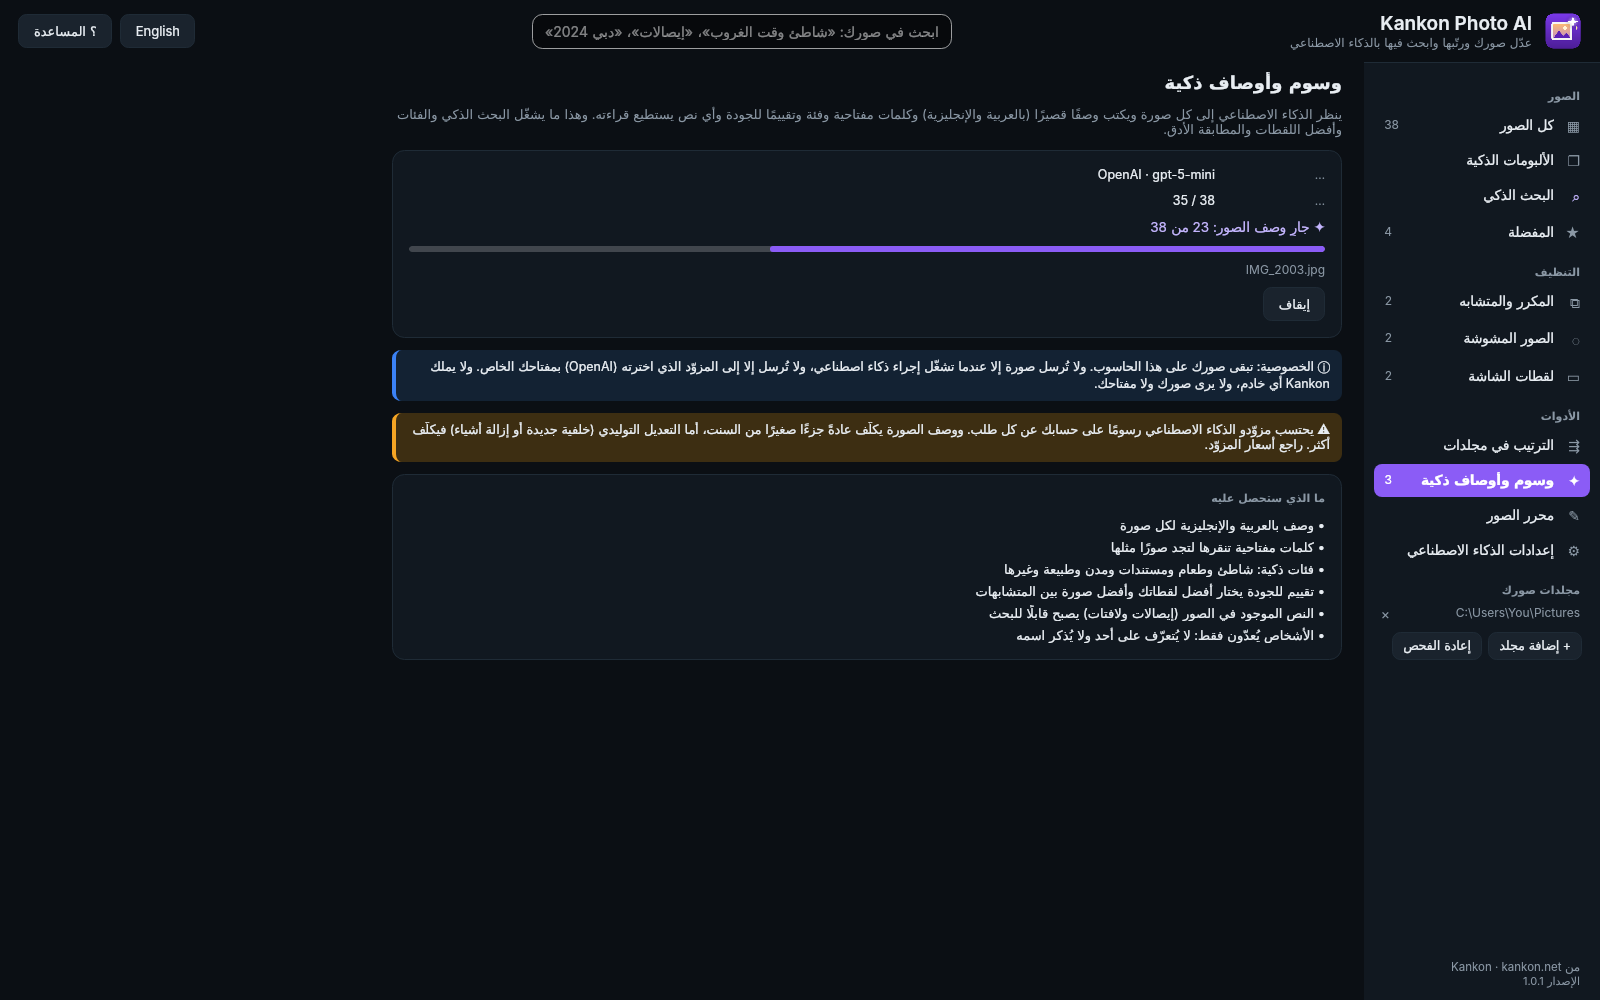 Kankon Photo AI
عدّل صورك ورتّبها وابحث فيها بالذكاء الاصطناعي
ابحث في صورك: «شاطئ وقت الغروب»، «إيصالات»، «دبي 2024»
English
؟ المساعدة
الصور
كل الصور 38
الألبومات الذكية
البحث الذكي
المفضلة 4
التنظيف
المكرر والمتشابه 2
الصور المشوشة 2
لقطات الشاشة 2
الأدوات
الترتيب في مجلدات
وسوم وأوصاف ذكية 3
محرر الصور
إعدادات الذكاء الاصطناعي
مجلدات صورك
C:\Users\You\Pictures ×
+ إضافة مجلد
إعادة الفحص
من Kankon · kankon.net
الإصدار 1.0.1
وسوم وأوصاف ذكية
ينظر الذكاء الاصطناعي إلى كل صورة ويكتب وصفًا قصيرًا (بالعربية والإنجليزية) وكلمات مفتاحية وفئة وتقييمًا للجودة وأي نص يستطيع قراءته. وهذا ما يشغّل البحث الذكي والفئات
وأفضل اللقطات والمطابقة الأدق.
... OpenAI · gpt-5-mini
... 35 / 38
✦ جارٍ وصف الصور: 23 من 38
IMG_2003.jpg
إيقاف
ⓘ الخصوصية: تبقى صورك على هذا الحاسوب. ولا تُرسل صورة إلا عندما تشغّل إجراء ذكاء اصطناعي، ولا تُرسل إلا إلى المزوّد الذي اخترته (OpenAI) بمفتاحك الخاص. ولا يملك
Kankon أي خادم، ولا يرى صورك ولا مفتاحك.
⚠ يحتسب مزوّدو الذكاء الاصطناعي رسومًا على حسابك عن كل طلب. ووصف الصورة يكلّف عادةً جزءًا صغيرًا من السنت، أما التعديل التوليدي (خلفية جديدة أو إزالة أشياء) فيكلّف
أكثر. راجع أسعار المزوّد.
ما الذي ستحصل عليه
• وصف بالعربية والإنجليزية لكل صورة
• كلمات مفتاحية تنقرها لتجد صورًا مثلها
• فئات ذكية: شاطئ وطعام ومستندات ومدن وطبيعة وغيرها
• تقييم للجودة يختار أفضل لقطاتك وأفضل صورة بين المتشابهات
• النص الموجود في الصور (إيصالات ولافتات) يصبح قابلًا للبحث
• الأشخاص يُعدّون فقط: لا يُتعرّف على أحد ولا يُذكر اسمه